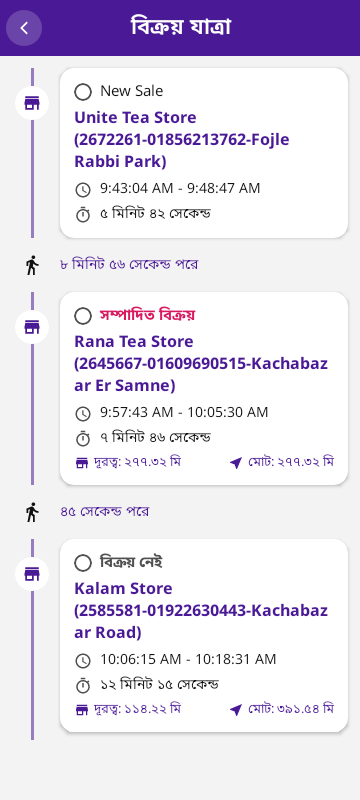 বিক্রয় যাত্রা
New Sale
Unite Tea Store
(2672261-01856213762-Fojle
Rabbi Park)
9:43:04 AM - 9:48:47 AM
৫ মিনিট ৪২ সেকেন্ড
৮ মিনিট ৫৬ সেকেন্ড পরে
সম্পাদিত বিক্রয়
Rana Tea Store
(2645667-01609690515-Kachabaz
ar Er Samne)
9:57:43 AM - 10:05:30 AM
৭ মিনিট ৪৬ সেকেন্ড
দূরত্ব: ২৭৭.৩২ মি মোট: ২৭৭.৩২ মি
৪৫ সেকেন্ড পরে
বিক্রয় নেই
Kalam Store
(2585581-01922630443-Kachabaz
ar Road)
10:06:15 AM - 10:18:31 AM
১২ মিনিট ১৫ সেকেন্ড
দূরত্ব: ১১৪.২২ মি মোট: ৩৯১.৫৪ মি